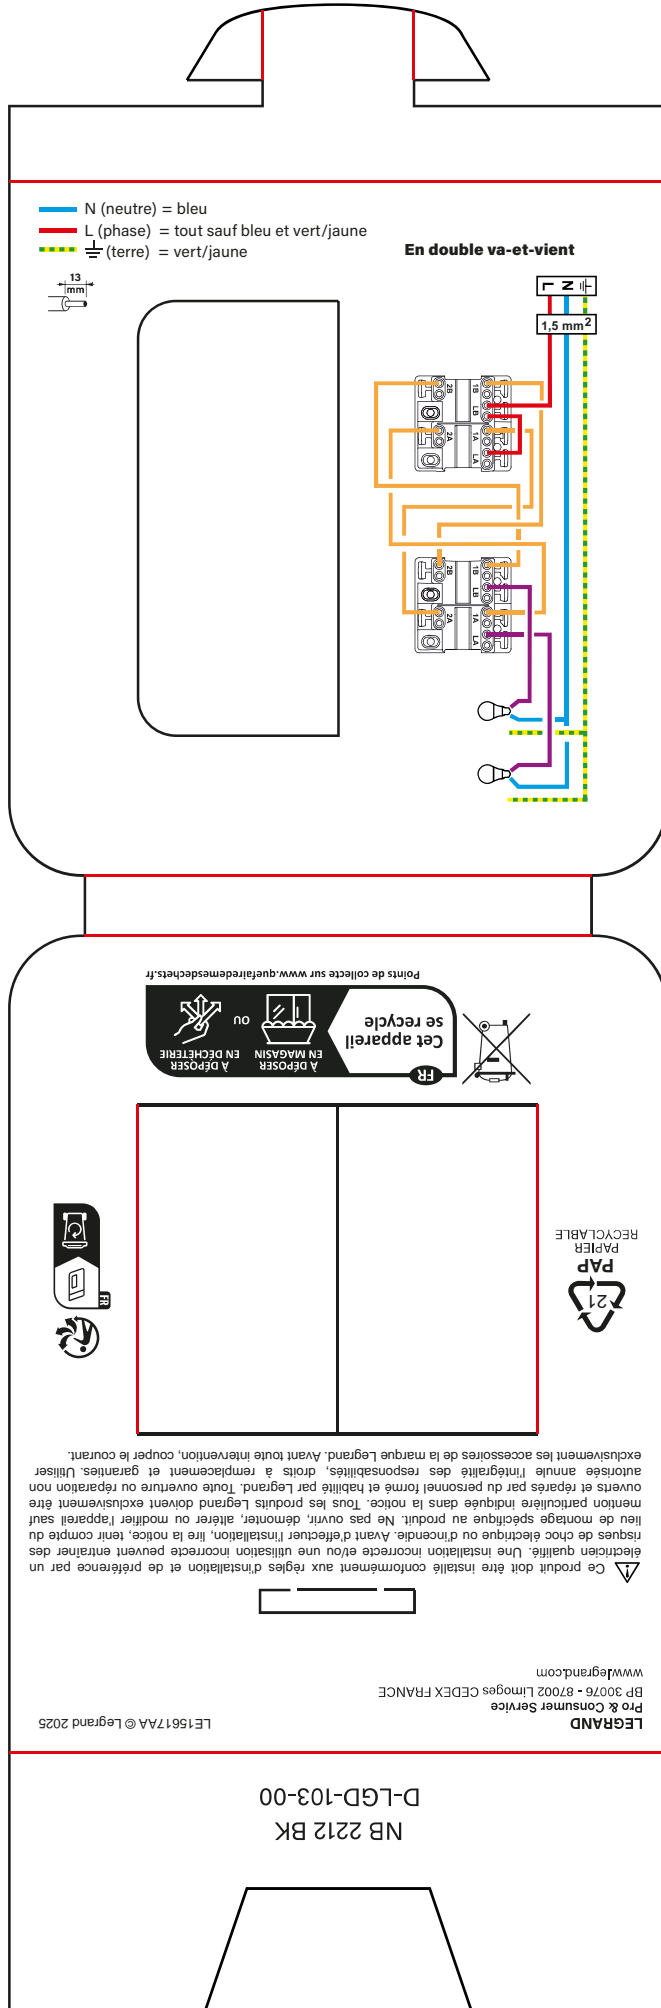 N (neutre) = bleu
L (phase) = tout sauf bleu et vert/jaune
(terre) = vert/jaune
13
mm
En double va-et-vient
L N
1,5 mm²
2B 1B
LB
2A 1A
LA
2B 1B
LB
2A 1A
LA
Points de collecte sur www.quefairedemesdechets.fr
FR
Cet appareil
se recycle
À DÉPOSER
EN MAGASIN
OU
À DÉPOSER
EN DÉCHÈTERIE
FR
21
PAP
PAPIER
RECYCLABLE
Ce produit doit être installé conformément aux règles d'installation et de préférence par un
électricien qualifié. Une installation incorrecte et/ou une utilisation incorrecte peuvent entraîner des
risques de choc électrique ou d'incendie. Avant d'effectuer l'installation, lire la notice, tenir compte du
lieu de montage spécifique au produit. Ne pas ouvrir, démonter, altérer ou modifier l'appareil sauf
mention particulière indiquée dans la notice. Tous les produits Legrand doivent exclusivement être
ouverts et réparés par du personnel formé et habilité par Legrand. Toute ouverture ou réparation non
autorisée annule l'intégralité des responsabilités, droits à remplacement et garanties. Utiliser
exclusivement les accessoires de la marque Legrand. Avant toute intervention, couper le courant.
LEGRAND
Pro & Consumer Service
BP 30076 - 87002 Limoges CEDEX FRANCE
www.legrand.com
LE15617AA © Legrand 2025
NB 2212 BK
D-LGD-103-00